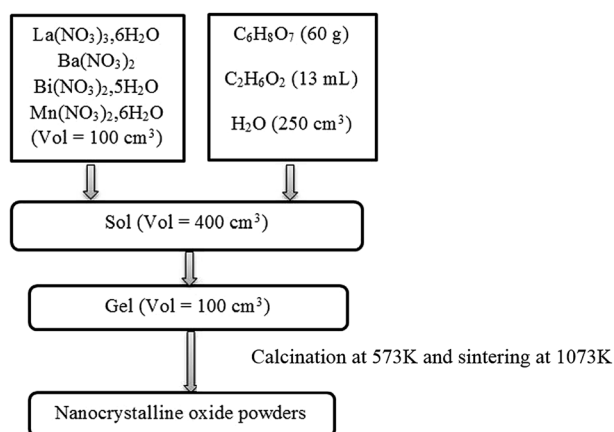 La(NO₃)₃,6H₂O
Ba(NO₃)₂
Bi(NO₃)₂,5H₂O
Mn(NO₃)₂,6H₂O
(Vol = 100 cm³)
C₆H₈O₇ (60 g)
C₂H₆O₂ (13 mL)
H₂O (250 cm³)
Sol (Vol = 400 cm³)
Gel (Vol = 100 cm³)
Calcination at 573K and sintering at 1073K
Nanocrystalline oxide powders